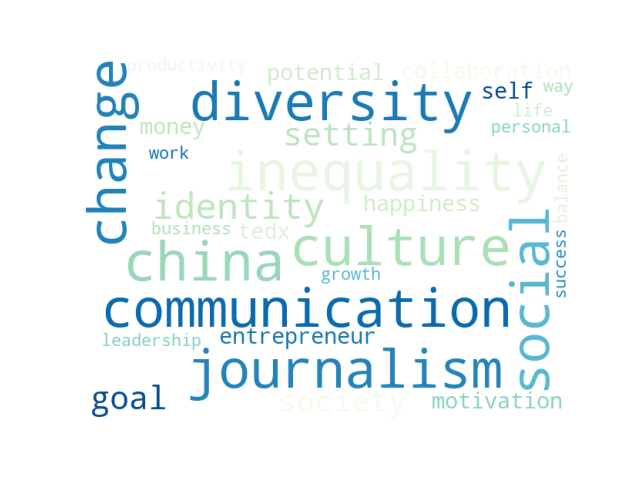 productivity
potential
collaboration
change
diversity
self
way
life
money
setting
personal
work
inequality
balance
identity
happiness
business
tedx
culture
social
success
china
growth
communication
entrepreneur
leadership
journalism
goal
society
motivation